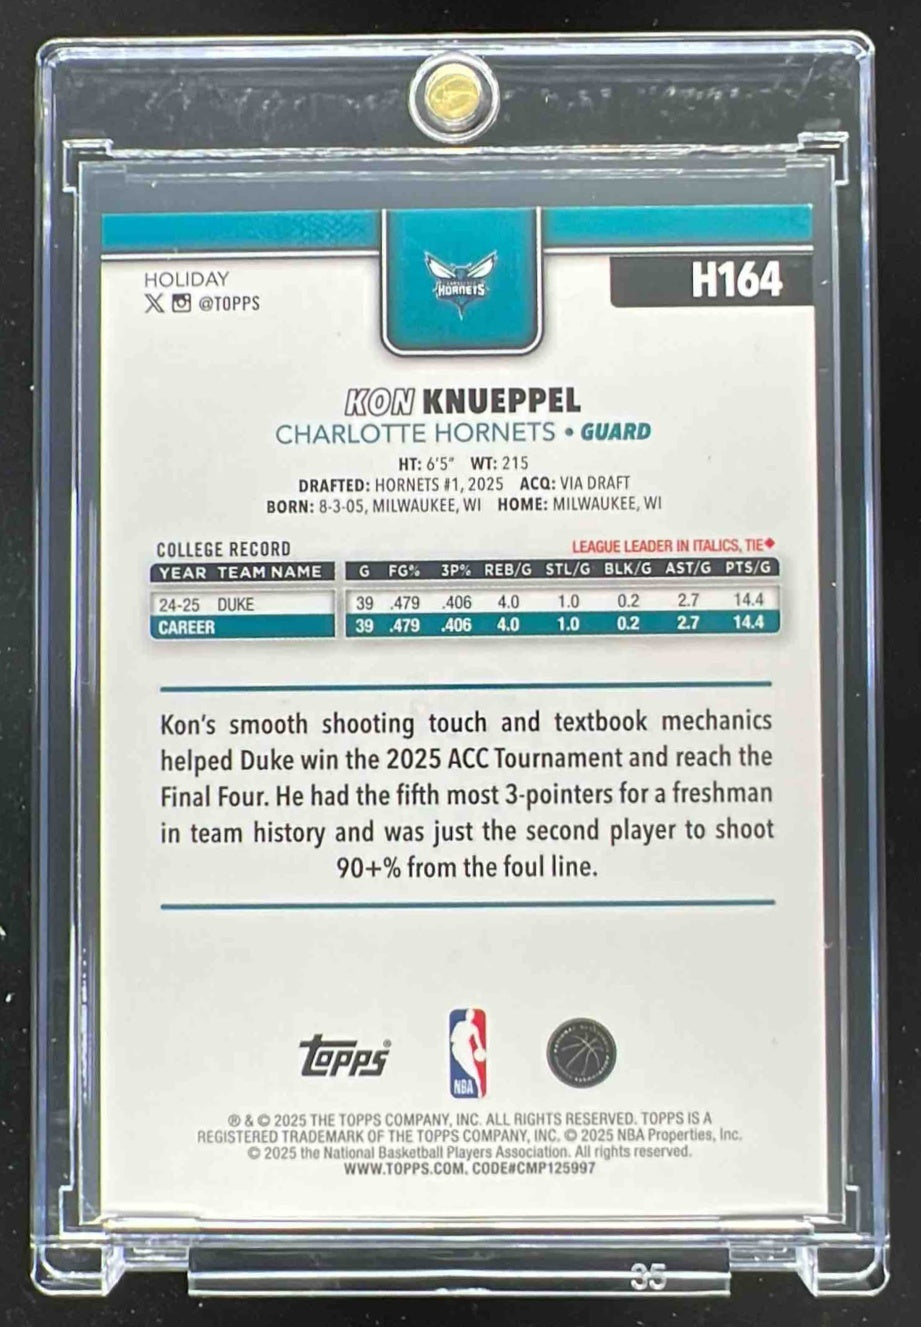 HOLIDAY
H164
X @TOPPS
HORNETS
KON KNUEPPEL
CHARLOTTE HORNETS • GUARD
HT: 6'5" WT: 215
DRAFTED: HORNETS #1, 2025 ACQ: VIA DRAFT
BORN: 8-3-05, MILWAUKEE, WI HOME: MILWAUKEE, WI
COLLEGE RECORD LEAGUE LEADER IN ITALICS, TIE♦
YEAR TEAM NAME G FG% 3P% REB/G STL/G BLK/G AST/G PTS/G
24-25 DUKE 39 .479 .406 4.0 1.0 0.2 2.7 14.4
CAREER 39 .479 .406 4.0 1.0 0.2 2.7 14.4
Kon's smooth shooting touch and textbook mechanics
helped Duke win the 2025 ACC Tournament and reach the
Final Four. He had the fifth most 3-pointers for a freshman
in team history and was just the second player to shoot
90+% from the foul line.
topps®
NBA
® & © 2025 THE TOPPS COMPANY, INC. ALL RIGHTS RESERVED. TOPPS IS A
REGISTERED TRADEMARK OF THE TOPPS COMPANY, INC. © 2025 NBA Properties, Inc.
© 2025 the National Basketball Players Association. All rights reserved.
WWW.TOPPS.COM. CODE#CMP125997
35